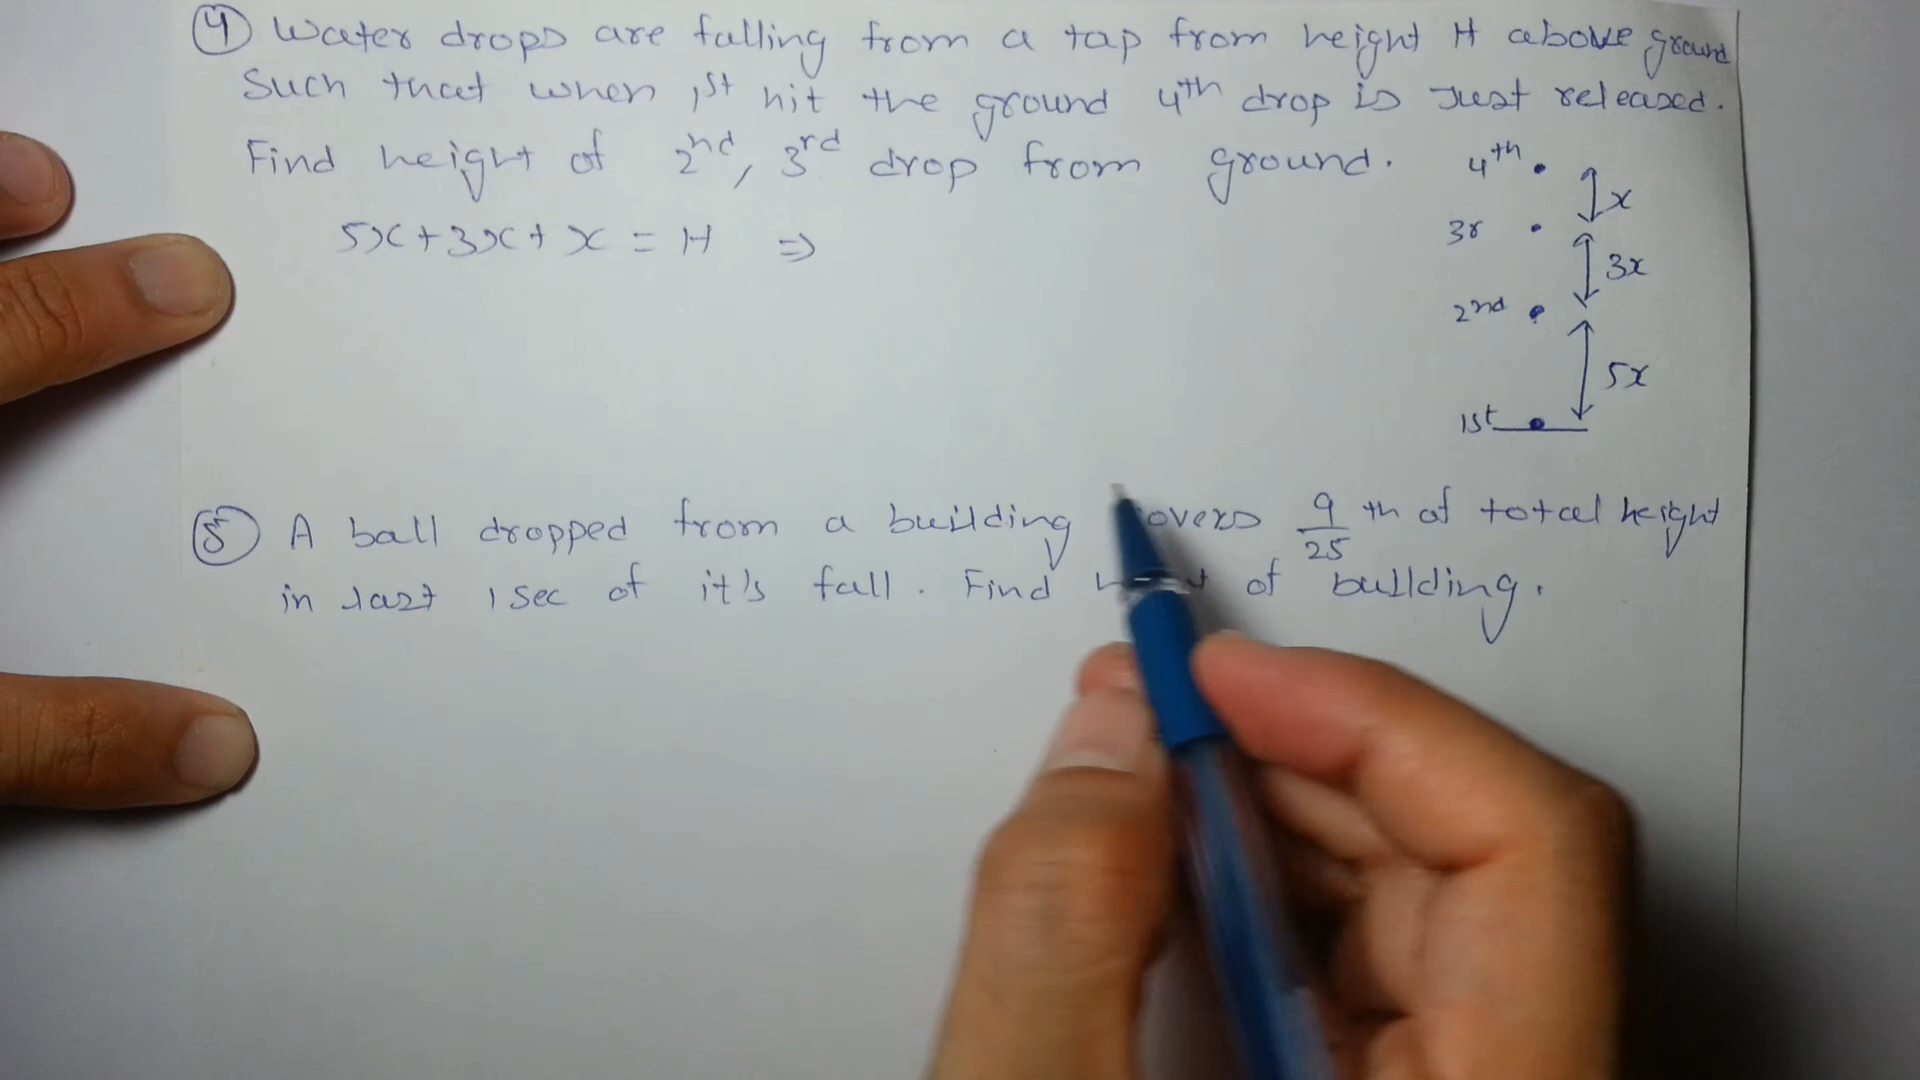 4 Water drops are falling from a tap from height H above ground
Such that when 1st hit the ground 4th drop is Just released.
Find height of 2nd, 3rd drop from ground.
4th
x
5x + 3x + x = H ⇒
3r
3x
2nd
5x
1st
5 A ball dropped from a building covers 9/25 th of total height
in last 1 sec of it's fall. Find of building.